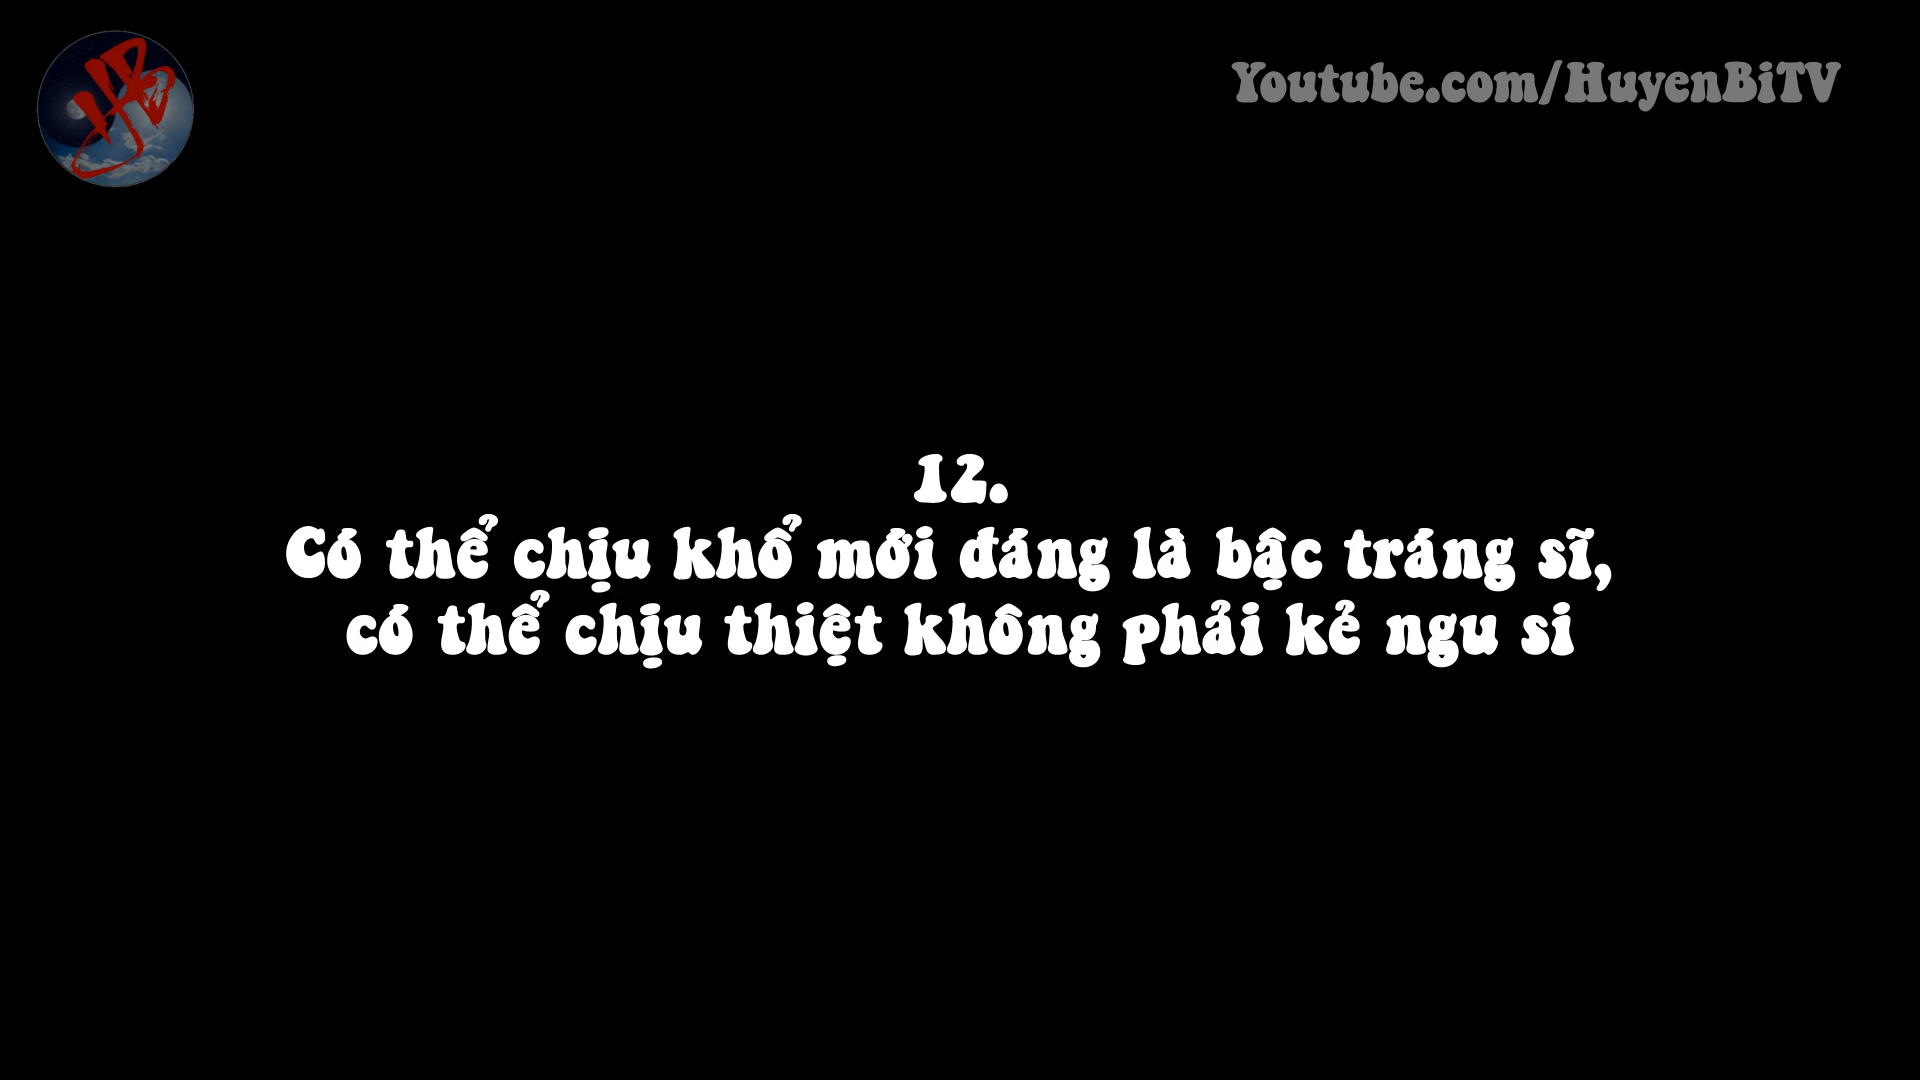 Youtube.com/HuyenBiTV
12.
Có thể chịu khổ mới đáng là bậc tráng sĩ,
có thể chịu thiệt không phải kẻ ngu si